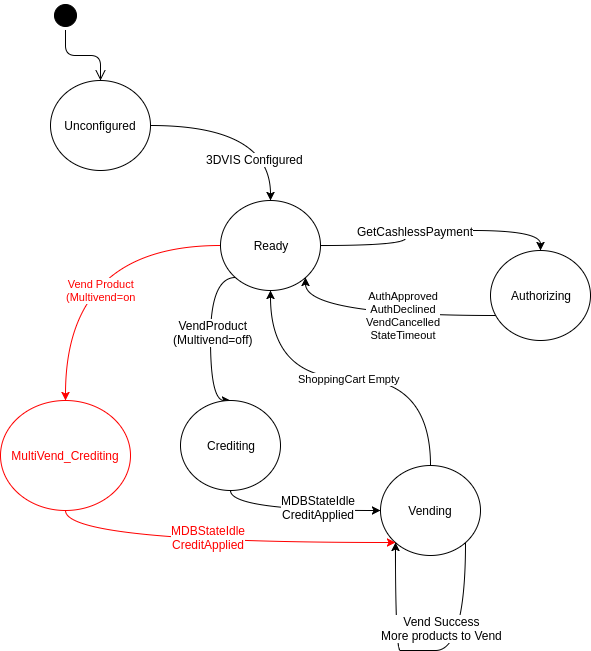 Unconfigured
3DVIS Configured
Ready
GetCashlessPayment
Authorizing
AuthApproved
AuthDeclined
VendCancelled
StateTimeout
Vend Product
(Multivend=on
VendProduct
(Multivend=off)
ShoppingCart Empty
MultiVend_Crediting
Crediting
MDBStateIdle
CreditApplied
Vending
MDBStateIdle
CreditApplied
Vend Success
More products to Vend